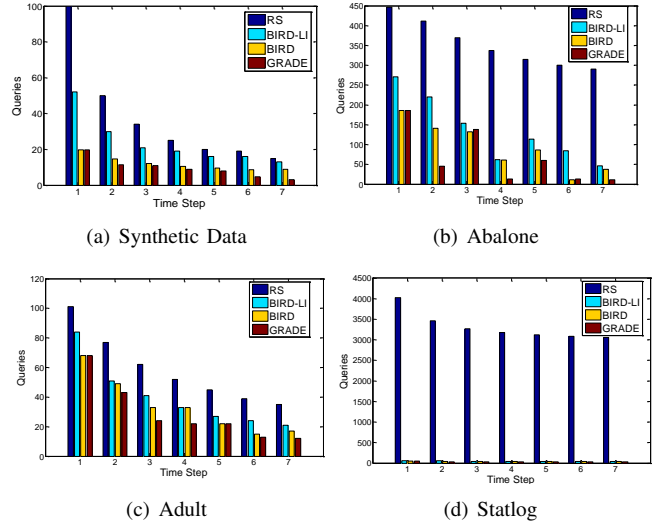 100
80
60
40
20
0
Queries
1 2 3 4 5 6 7
Time Step
RS
BIRD-LI
BIRD
GRADE
(a) Synthetic Data
450
400
350
300
250
200
150
100
50
0
Queries
1 2 3 4 5 6 7
Time Step
RS
BIRD-LI
BIRD
GRADE
(b) Abalone
120
100
80
60
40
20
0
Queries
1 2 3 4 5 6 7
Time Step
RS
BIRD-LI
BIRD
GRADE
(c) Adult
4500
4000
3500
3000
2500
2000
1500
1000
500
0
Queries
1 2 3 4 5 6 7
Time Step
RS
BIRD-LI
BIRD
GRADE
(d) Statlog